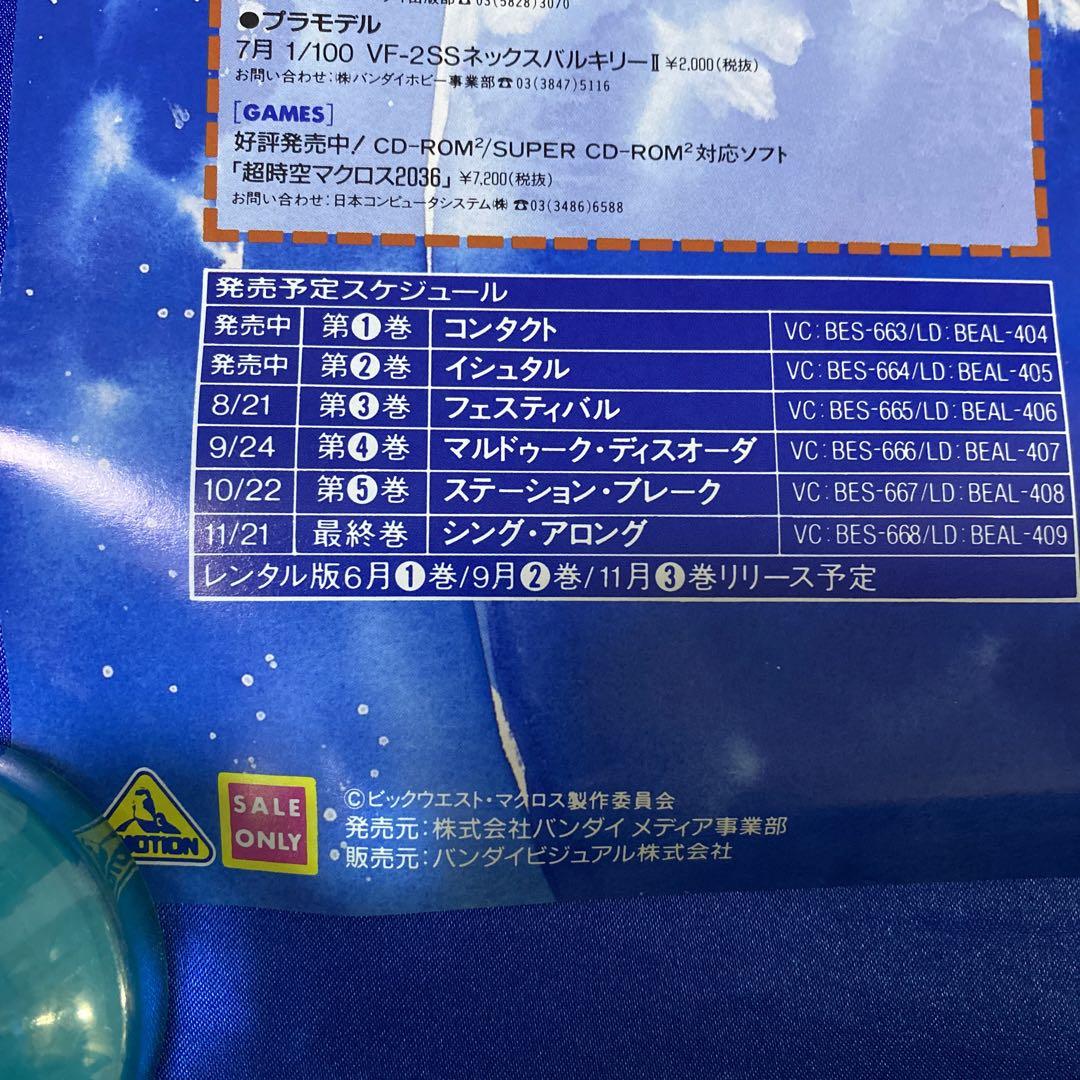 03(5828)3070
●プラモデル
7月 1/100 VF-2SSネックスバルキリーⅡ ¥2,000(税抜)
お問い合わせ:㈱バンダイホビー事業部☎03(3847)5116
[GAMES]
好評発売中! CD-ROM²/SUPER CD-ROM²対応ソフト
「超時空マクロス2036」 ¥7,200(税抜)
お問い合わせ:日本コンピュータシステム㈱ ☎03(3486)6588
発売予定スケジュール
発売中 第❶巻 コンタクト VC:BES-663/LD:BEAL-404
発売中 第❷巻 イシュタル VC:BES-664/LD:BEAL-405
8/21 第❸巻 フェスティバル VC:BES-665/LD:BEAL-406
9/24 第❹巻 マルドゥーク・ディスオーダ VC:BES-666/LD:BEAL-407
10/22 第❺巻 ステーション・ブレーク VC:BES-667/LD:BEAL-408
11/21 最終巻 シング・アロング VC:BES-668/LD:BEAL-409
レンタル版6月❶巻/9月❷巻/11月❸巻リリース予定
SALE
ONLY
©ビックウエスト・マクロス製作委員会
発売元:株式会社バンダイ メディア事業部
販売元:バンダイビジュアル株式会社